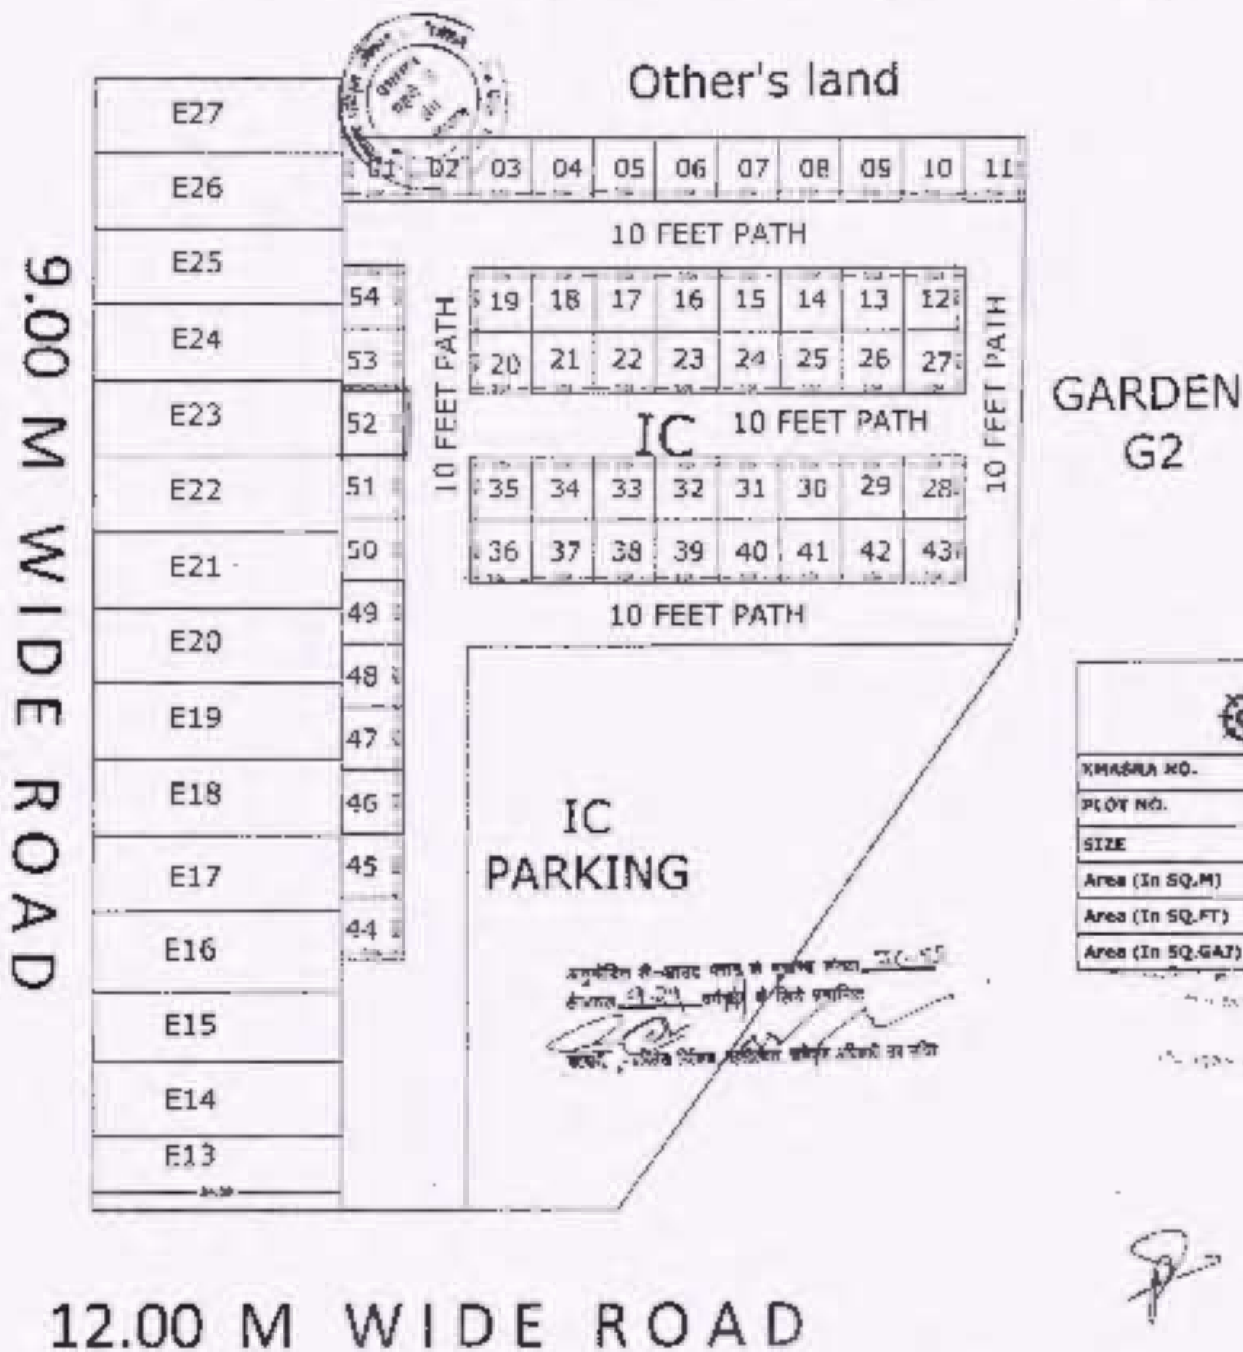 Other's land
E27
E26
E25
E24
E23
E22
E21
E20
E19
E18
E17
E16
E15
E14
E13
9.00 M WIDE ROAD
01 02 03 04 05 06 07 08 09 10 11
10 FEET PATH
54
53
52
51
50
49
48
47
46
45
44
10 FEET PATH
19 18 17 16 15 14 13 12
20 21 22 23 24 25 26 27
IC 10 FEET PATH
35 34 33 32 31 30 29 28
36 37 38 39 40 41 42 43
10 FEET PATH
10 FEET PATH
GARDEN
G2
IC
PARKING
KHASRA NO.
PLOT NO.
SIZE
Area (In SQ.M)
Area (In SQ.FT)
Area (In SQ.GAJ)
12.00 M WIDE ROAD